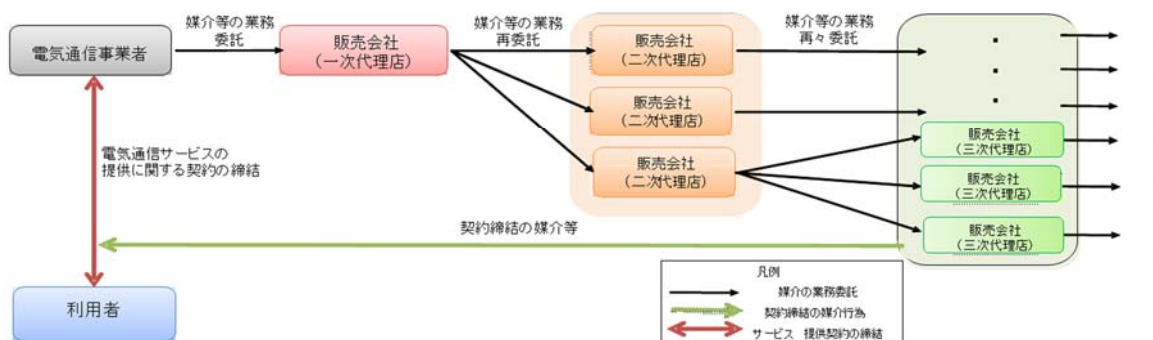 媒介等の業務
委託
媒介等の業務
再委託
媒介等の業務
再々委託
電気通信事業者
販売会社
（一次代理店）
販売会社
（二次代理店）
販売会社
（二次代理店）
販売会社
（二次代理店）
・
・
・
販売会社
（三次代理店）
販売会社
（三次代理店）
販売会社
（三次代理店）
電気通信サービスの
提供に関する契約の締結
契約締結の媒介等
利用者
凡例
媒介の業務委託
契約締結の媒介行為
サービス 提供契約の締結